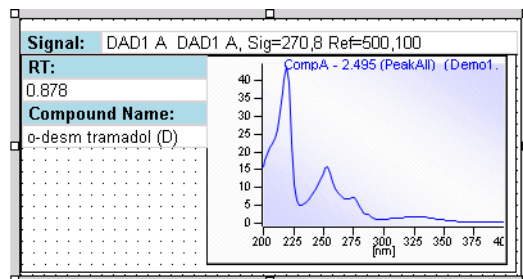 Signal: DAD1 A DAD1 A, Sig=270,8 Ref=500,100
RT:
0.878
Compound Name:
o-desm tramadol (D)
CompA - 2.495 (PeakAll) (Demo1.
40
35
30
25
20
15
10
5
0
200 225 250 275 300 325 350 375 40
[nm]